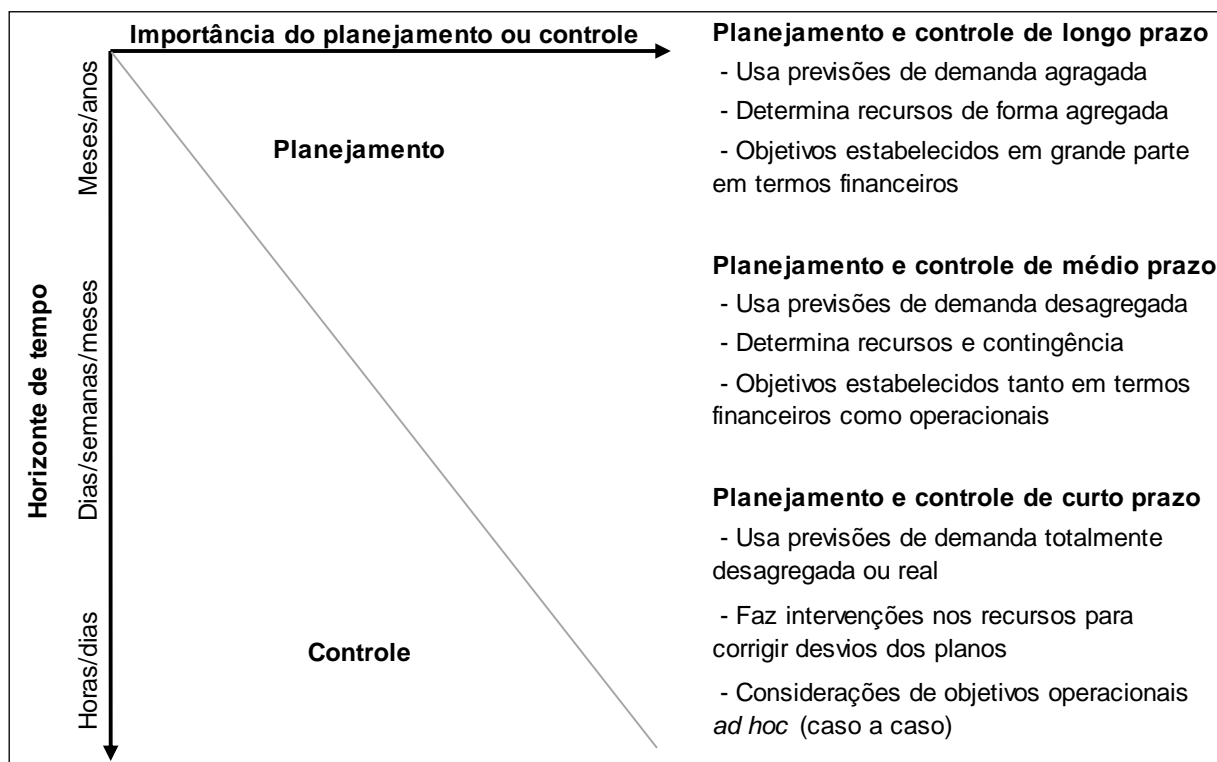 Importância do planejamento ou controle
Horizonte de tempo
Meses/anos
Dias/semanas/meses
Horas/dias
Planejamento
Controle
Planejamento e controle de longo prazo
- Usa previsões de demanda agragada
- Determina recursos de forma agregada
- Objetivos estabelecidos em grande parte
em termos financeiros
Planejamento e controle de médio prazo
- Usa previsões de demanda desagregada
- Determina recursos e contingência
- Objetivos estabelecidos tanto em termos
financeiros como operacionais
Planejamento e controle de curto prazo
- Usa previsões de demanda totalmente
desagregada ou real
- Faz intervenções nos recursos para
corrigir desvios dos planos
- Considerações de objetivos operacionais
ad hoc (caso a caso)